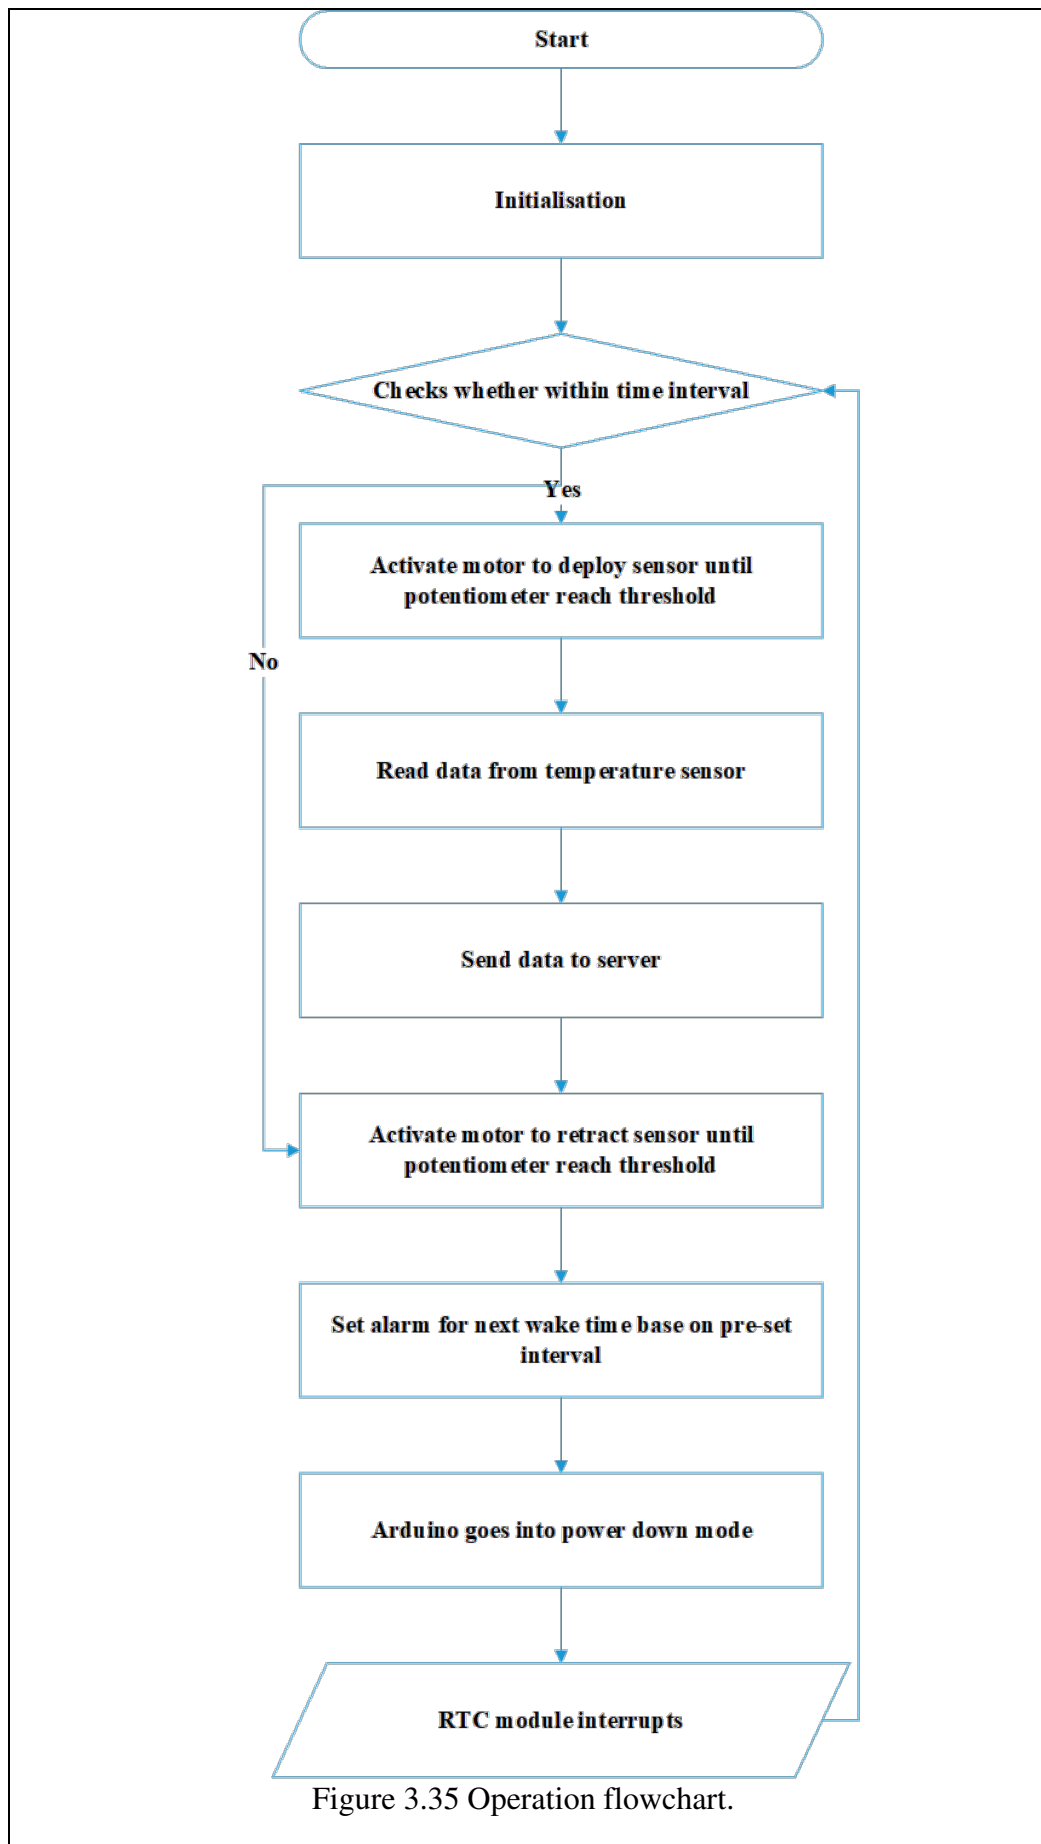 Start
Initialisation
Checks whether within time interval
Yes
Activate motor to deploy sensor until
potentiometer reach threshold
No
Read data from temperature sensor
Send data to server
Activate motor to retract sensor until
potentiometer reach threshold
Set alarm for next wake time base on pre-set
interval
Arduino goes into power down mode
RTC module interrupts
Figure 3.35 Operation flowchart.